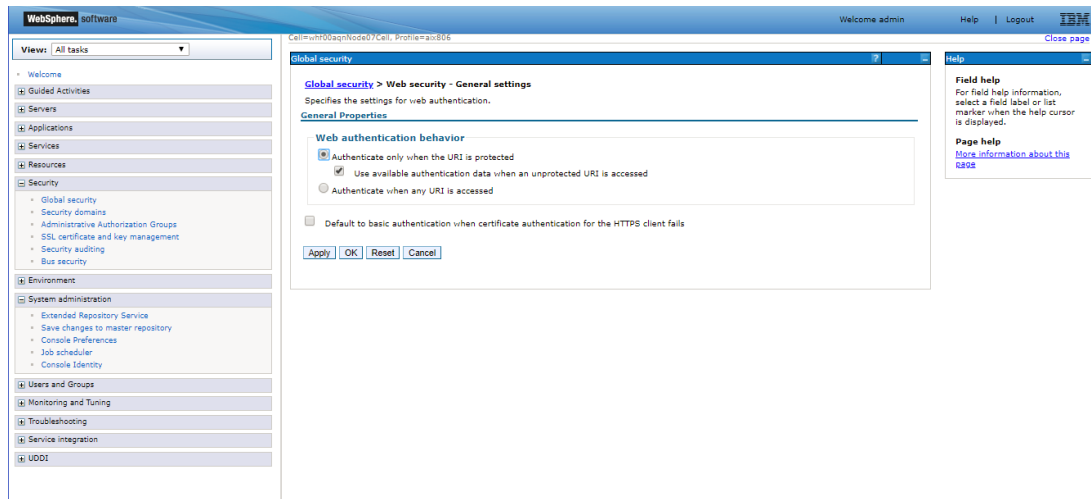 WebSphere. software
Welcome admin
Help | Logout
IBM
Cell=whf00aqnNode07Cell, Profile=aix806
Close page
View: All tasks
Welcome
Guided Activities
Servers
Applications
Services
Resources
Security
Global security
Security domains
Administrative Authorization Groups
SSL certificate and key management
Security auditing
Bus security
Environment
System administration
Extended Repository Service
Save changes to master repository
Console Preferences
Job scheduler
Console Identity
Users and Groups
Monitoring and Tuning
Troubleshooting
Service integration
UDDI
Global security
?
Global security > Web security - General settings
Specifies the settings for web authentication.
General Properties
Web authentication behavior
Authenticate only when the URI is protected
Use available authentication data when an unprotected URI is accessed
Authenticate when any URI is accessed
Default to basic authentication when certificate authentication for the HTTPS client fails
Apply OK Reset Cancel
Help
Field help
For field help information,
select a field label or list
marker when the help cursor
is displayed.
Page help
More information about this
page